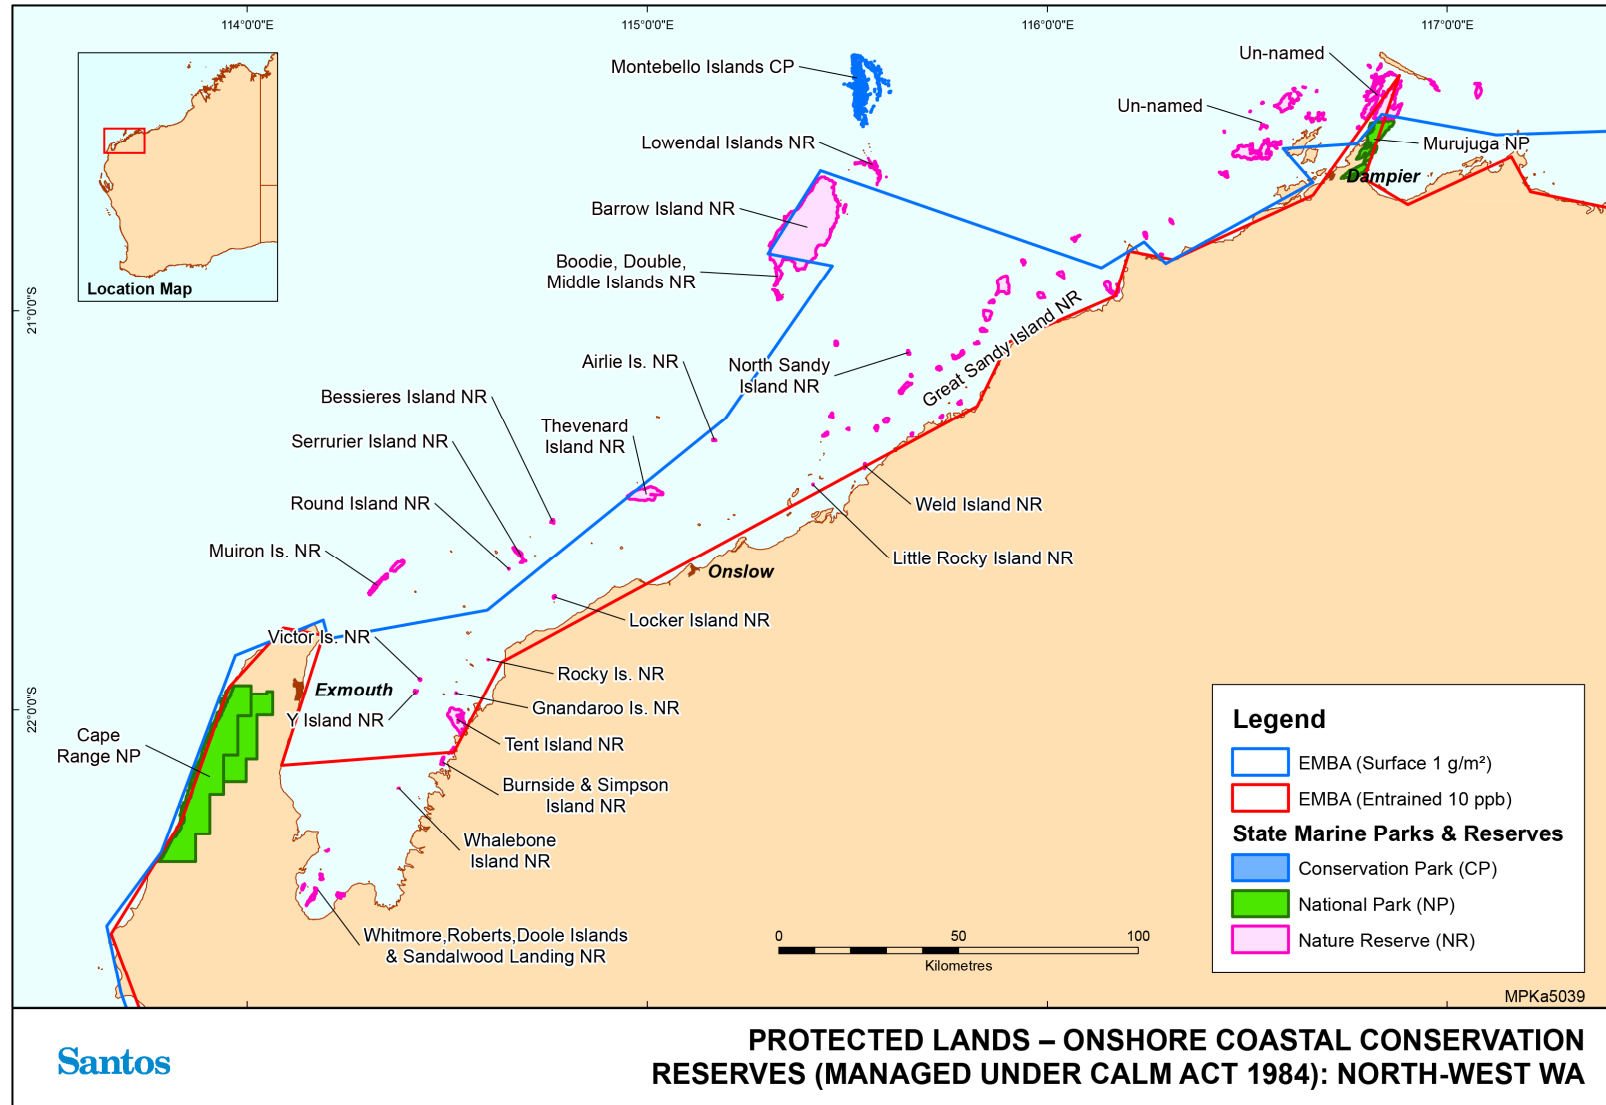 114°0'0"E
115°0'0"E
116°0'0"E
117°0'0"E
21°0'0"S
22°0'0"S
Location Map
Montebello Islands CP
Lowendal Islands NR
Barrow Island NR
Boodie, Double,
Middle Islands NR
Un-named
Un-named
Murujuga NP
Dampier
Airlie Is. NR
North Sandy
Island NR
Great Sandy Island NR
Bessieres Island NR
Serrurier Island NR
Thevenard
Island NR
Round Island NR
Muiron Is. NR
Weld Island NR
Little Rocky Island NR
Onslow
Locker Island NR
Victor Is. NR
Rocky Is. NR
Exmouth
Gnandaroo Is. NR
Y Island NR
Cape
Range NP
Tent Island NR
Burnside & Simpson
Island NR
Whalebone
Island NR
Whitmore,Roberts,Doole Islands
& Sandalwood Landing NR
0 50 100
Kilometres
Legend
EMBA (Surface 1 g/m²)
EMBA (Entrained 10 ppb)
State Marine Parks & Reserves
Conservation Park (CP)
National Park (NP)
Nature Reserve (NR)
MPKa5039
Santos
PROTECTED LANDS – ONSHORE COASTAL CONSERVATION
RESERVES (MANAGED UNDER CALM ACT 1984): NORTH-WEST WA